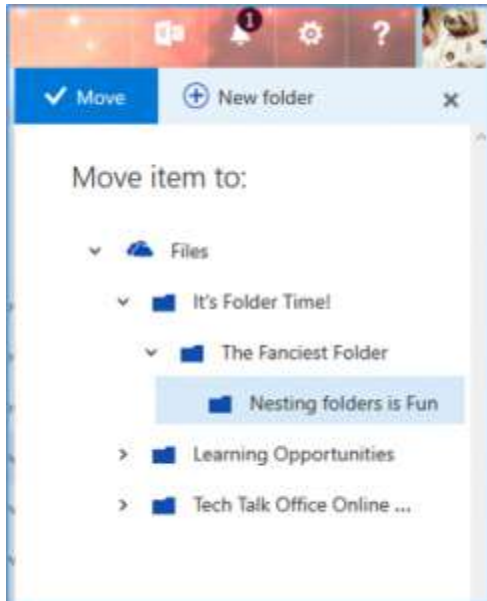 1
?
Move
New folder
Move item to:
Files
It's Folder Time!
The Fanciest Folder
Nesting folders is Fun
Learning Opportunities
Tech Talk Office Online ...